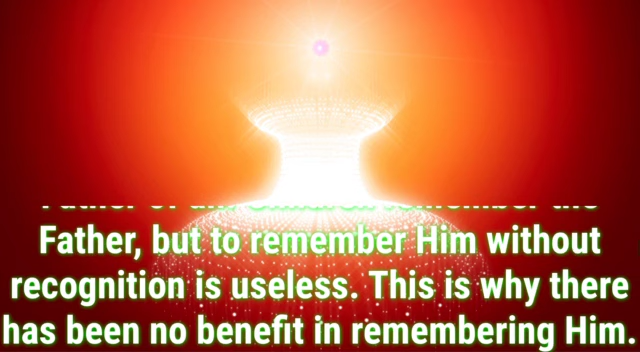 Father, but to remember Him without
recognition is useless. This is why there
has been no benefit in remembering Him.